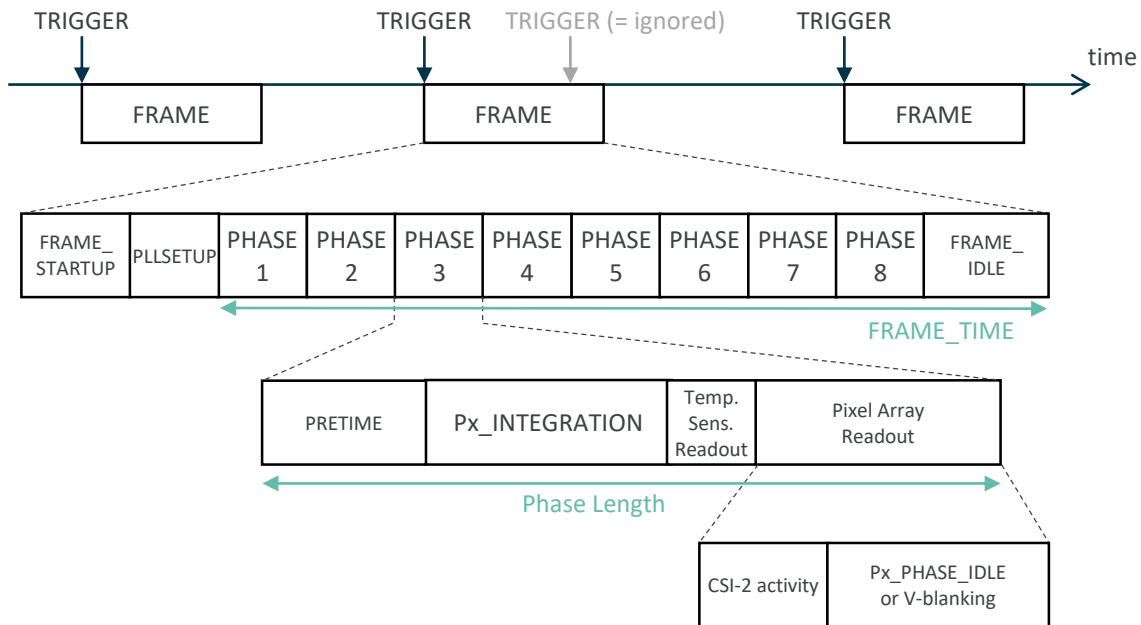 TRIGGER
TRIGGER
TRIGGER (= ignored)
TRIGGER
time
FRAME
FRAME
FRAME
FRAME_
STARTUP
PLLSETUP
PHASE
1
PHASE
2
PHASE
3
PHASE
4
PHASE
5
PHASE
6
PHASE
7
PHASE
8
FRAME_
IDLE
FRAME_TIME
PRETIME
Px_INTEGRATION
Temp.
Sens.
Readout
Pixel Array
Readout
Phase Length
CSI-2 activity
Px_PHASE_IDLE
or V-blanking